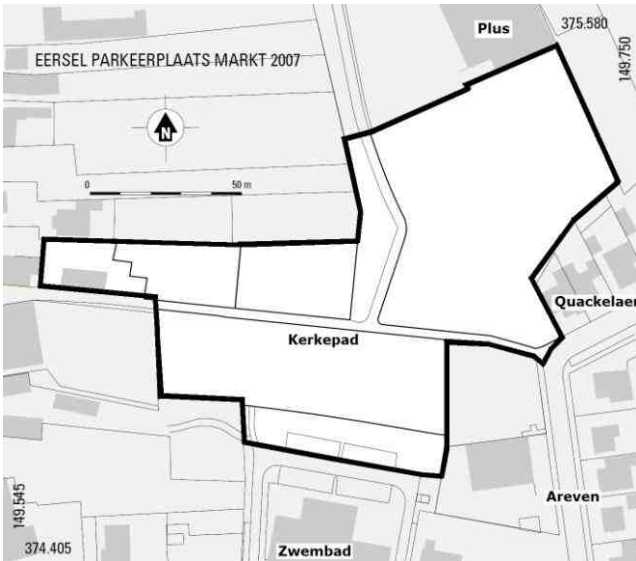 Plus
375.580
149.750
EERSEL PARKEERPLAATS MARKT 2007
N
0 50 m
Quackelaer
Kerkepad
Areven
149.545
374.405
Zwembad